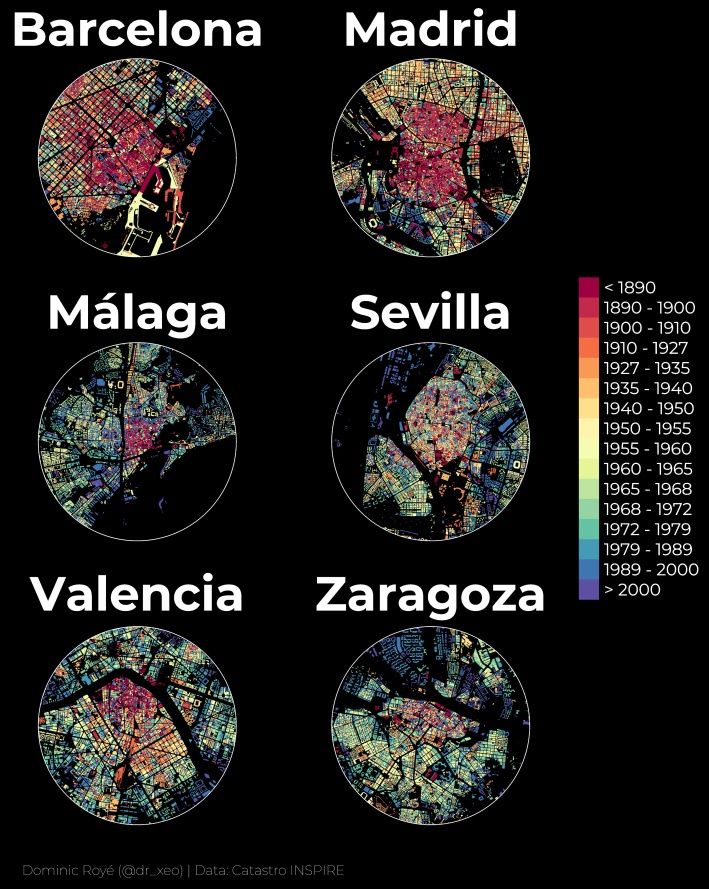 Barcelona
Madrid
Málaga
Sevilla
< 1890
1890 - 1900
1900 - 1910
1910 - 1927
1927 - 1935
1935 - 1940
1940 - 1950
1950 - 1955
1955 - 1960
1960 - 1965
1965 - 1968
1968 - 1972
1972 - 1979
1979 - 1989
1989 - 2000
> 2000
Valencia
Zaragoza
Dominic Royé (@dr_xeo) | Data: Catastro INSPIRE